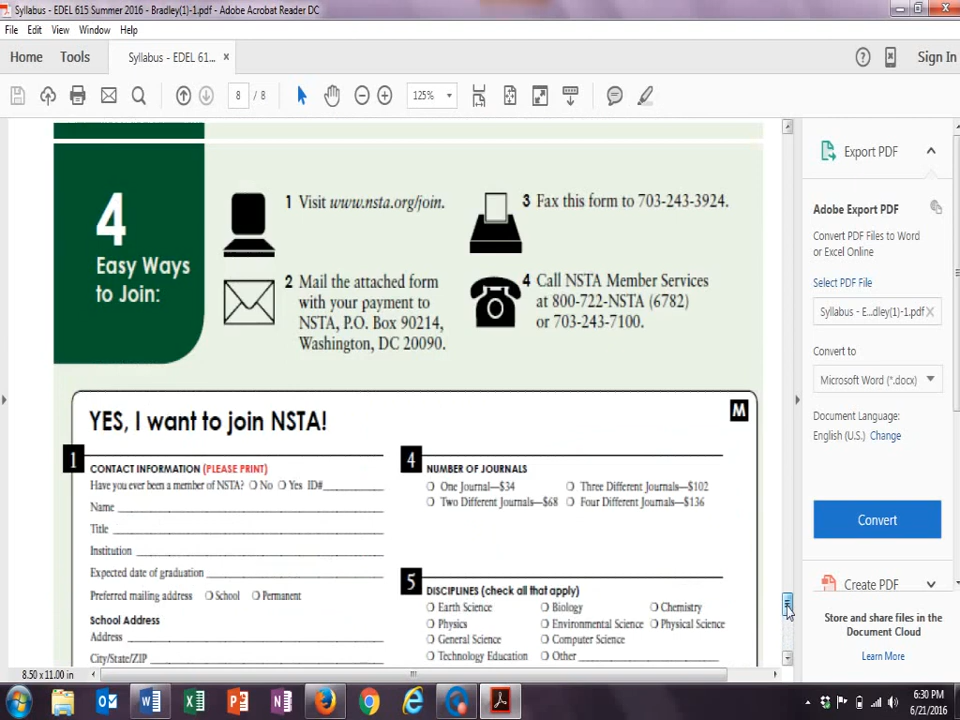 Syllabus - EDEL 615 Summer 2016 - Bradley(1)-1.pdf - Adobe Acrobat Reader DC
File Edit View Window Help
Home Tools Syllabus - EDEL 61... × Sign In
8 / 8 125%
4
Easy Ways
to Join:
1 Visit www.nsta.org/join.
2 Mail the attached form
with your payment to
NSTA, P.O. Box 90214,
Washington, DC 20090.
3 Fax this form to 703-243-3924.
4 Call NSTA Member Services
at 800-722-NSTA (6782)
or 703-243-7100.
YES, I want to join NSTA!
M
1 CONTACT INFORMATION (PLEASE PRINT)
Have you ever been a member of NSTA? No Yes ID#
Name
Title
Institution
Expected date of graduation
Preferred mailing address School Permanent
School Address
Address
City/State/ZIP
4 NUMBER OF JOURNALS
One Journal—$34 Three Different Journals—$102
Two Different Journals—$68 Four Different Journals—$136
5 DISCIPLINES (check all that apply)
Earth Science Biology Chemistry
Physics Environmental Science Physical Science
General Science Computer Science
Technology Education Other
Export PDF
Adobe Export PDF
Convert PDF Files to Word
or Excel Online
Select PDF File
Syllabus - E...dley(1)-1.pdf ×
Convert to
Microsoft Word (*.docx)
Document Language:
English (U.S.) Change
Convert
Create PDF
Store and share files in the
Document Cloud
Learn More
8.50 x 11.00 in
6:30 PM
6/21/2016